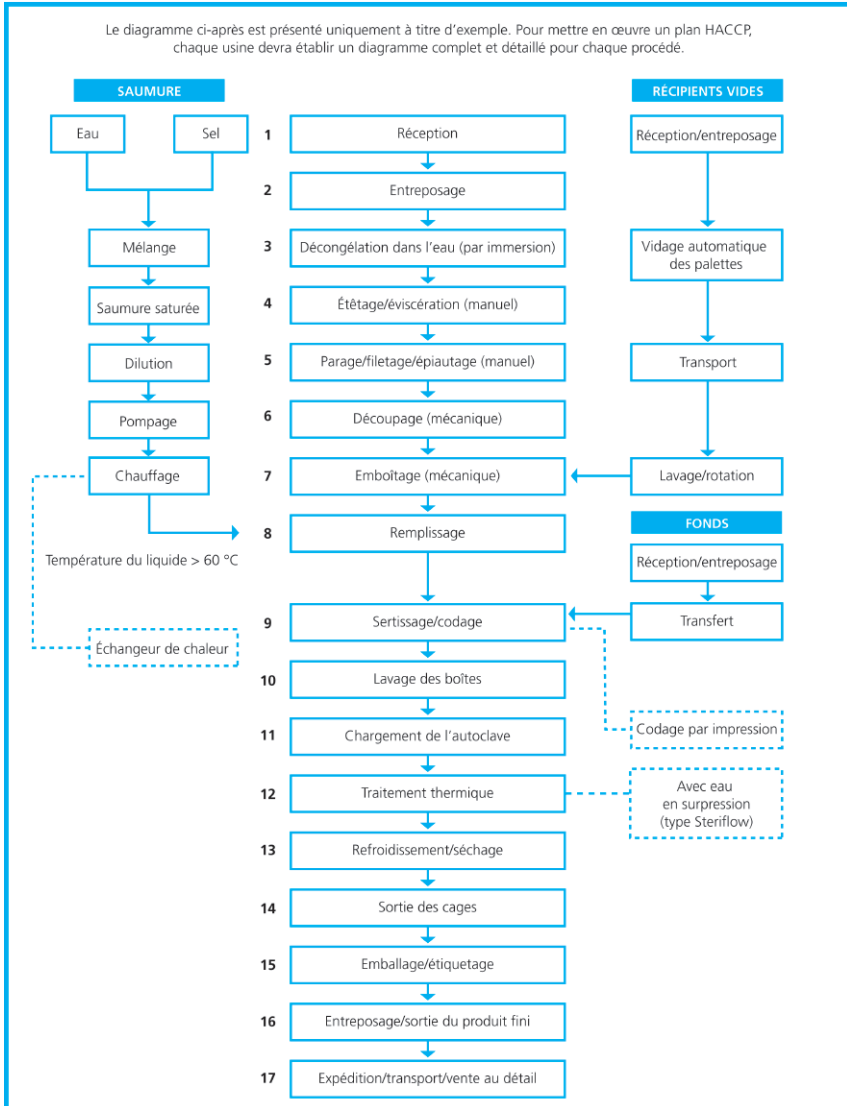 Le diagramme ci-après est présenté uniquement à titre d’exemple. Pour mettre en œuvre un plan HACCP,
chaque usine devra établir un diagramme complet et détaillé pour chaque procédé.
SAUMURE
Eau
Sel
Mélange
Saumure saturée
Dilution
Pompage
Chauffage
Température du liquide > 60 °C
Échangeur de chaleur
1 Réception
2 Entreposage
3 Décongélation dans l’eau (par immersion)
4 Étêtage/éviscération (manuel)
5 Parage/filetage/épiautage (manuel)
6 Découpage (mécanique)
7 Emboîtage (mécanique)
8 Remplissage
9 Sertissage/codage
10 Lavage des boîtes
11 Chargement de l’autoclave
12 Traitement thermique
13 Refroidissement/séchage
14 Sortie des cages
15 Emballage/étiquetage
16 Entreposage/sortie du produit fini
17 Expédition/transport/vente au détail
RÉCIPIENTS VIDES
Réception/entreposage
Vidage automatique
des palettes
Transport
Lavage/rotation
FONDS
Réception/entreposage
Transfert
Codage par impression
Avec eau
en surpression
(type Steriflow)